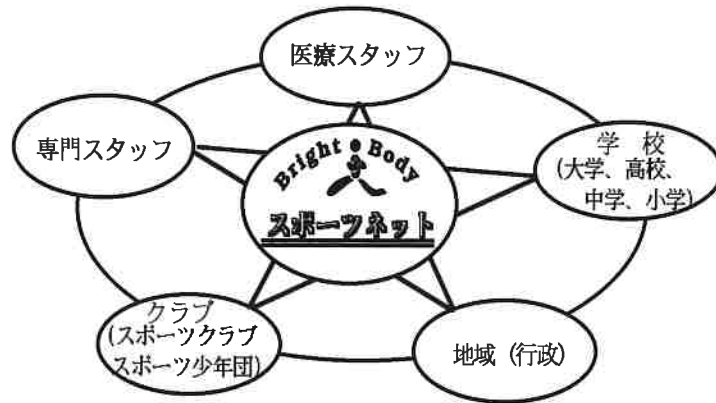 医療スタッフ
専門スタッフ
学 校
(大学、高校、
中学、小学)
Bright Body
スポーツネット
クラブ
(スポーツクラブ
スポーツ少年団)
地域 (行政)